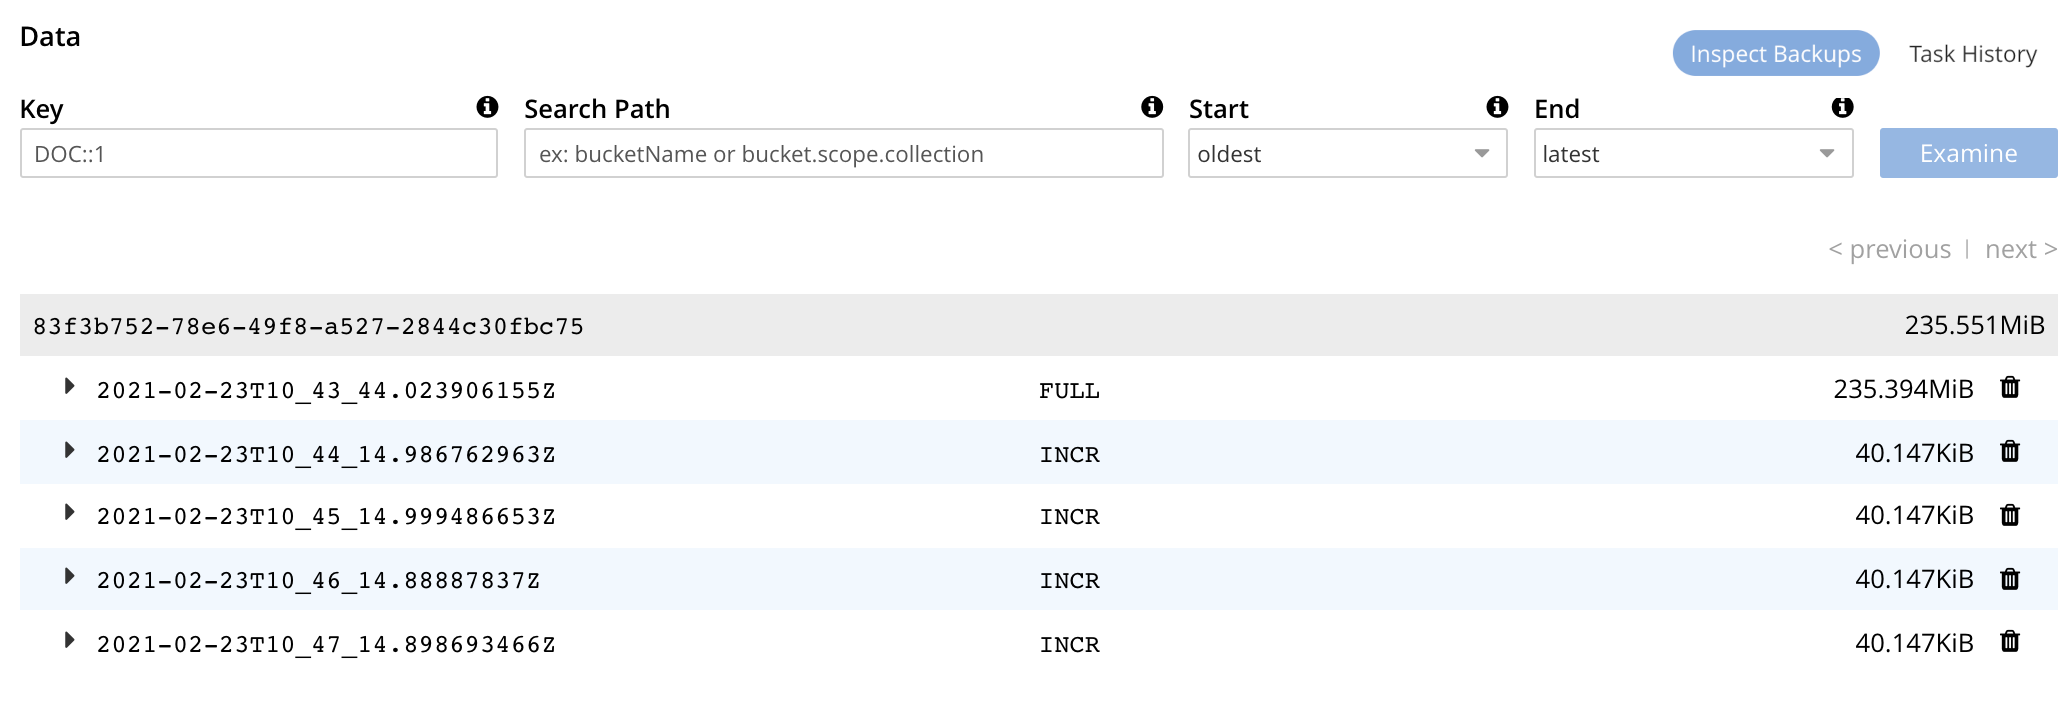 Data
Inspect Backups Task History
Key Search Path Start End
DOC::1 ex: bucketName or bucket.scope.collection oldest latest Examine
< previous | next >
83f3b752-78e6-49f8-a527-2844c30fbc75 235.551MiB
2021-02-23T10_43_44.023906155Z FULL 235.394MiB
2021-02-23T10_44_14.986762963Z INCR 40.147KiB
2021-02-23T10_45_14.999486653Z INCR 40.147KiB
2021-02-23T10_46_14.88887837Z INCR 40.147KiB
2021-02-23T10_47_14.898693466Z INCR 40.147KiB